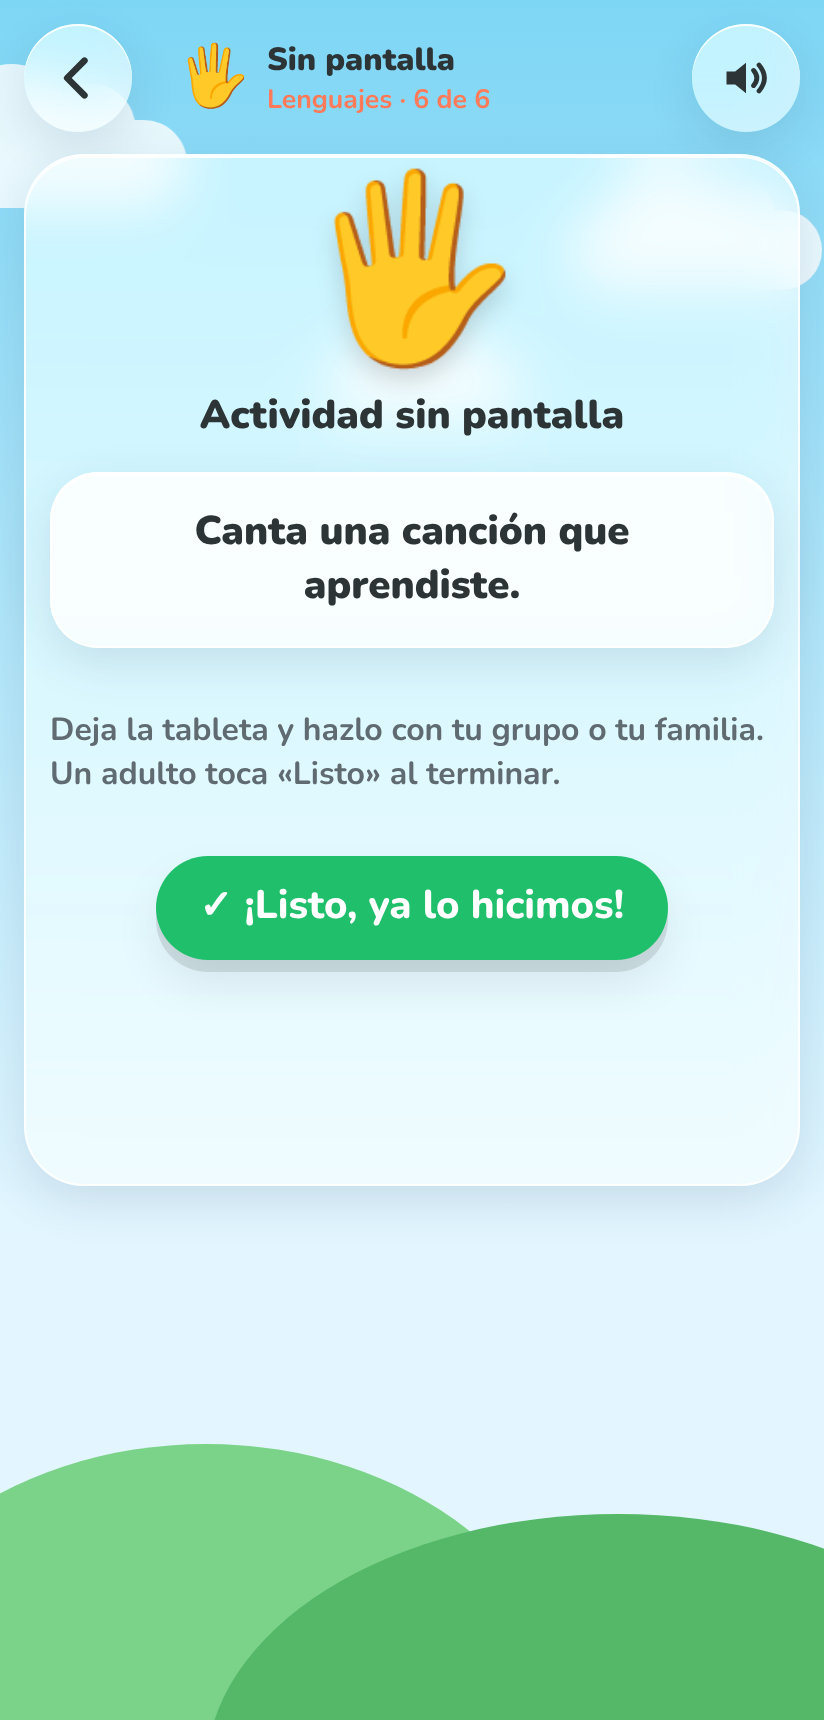 Sin pantalla
Lenguajes · 6 de 6
Actividad sin pantalla
Canta una canción que
aprendiste.
Deja la tableta y hazlo con tu grupo o tu familia.
Un adulto toca «Listo» al terminar.
✓ ¡Listo, ya lo hicimos!